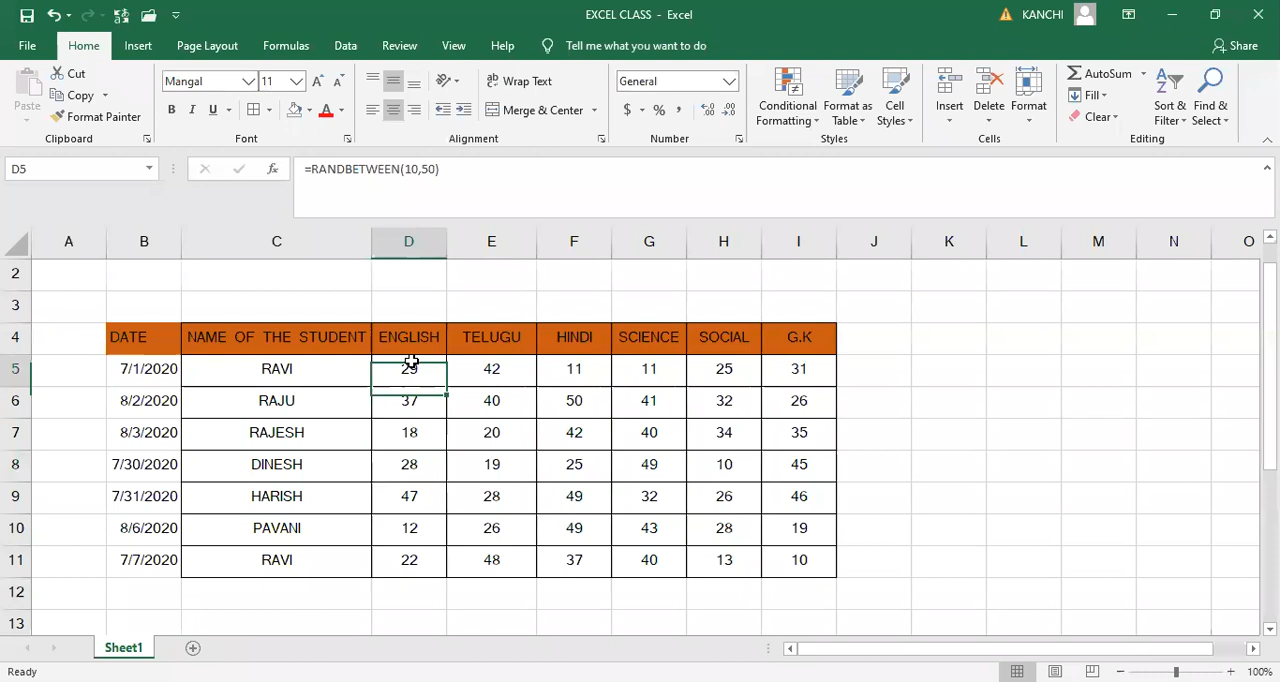 EXCEL CLASS - Excel
KANCHI
File Home Insert Page Layout Formulas Data Review View Help Tell me what you want to do Share
Paste
Cut
Copy
Format Painter
Clipboard
Mangal 11
B I U
Font
Wrap Text
Merge & Center
Alignment
General
$ % ,
Number
Conditional Formatting
Format as Table
Cell Styles
Styles
Insert Delete Format
Cells
AutoSum
Fill
Clear
Sort & Filter
Find & Select
Editing
D5 fx =RANDBETWEEN(10,50)
A B C D E F G H I J K L M N O
2
3
4 DATE NAME OF THE STUDENT ENGLISH TELUGU HINDI SCIENCE SOCIAL G.K
5 7/1/2020 RAVI 29 42 11 11 25 31
6 8/2/2020 RAJU 37 40 50 41 32 26
7 8/3/2020 RAJESH 18 20 42 40 34 35
8 7/30/2020 DINESH 28 19 25 49 10 45
9 7/31/2020 HARISH 47 28 49 32 26 46
10 8/6/2020 PAVANI 12 26 49 43 28 19
11 7/7/2020 RAVI 22 48 37 40 13 10
12
13
Sheet1
Ready 100%